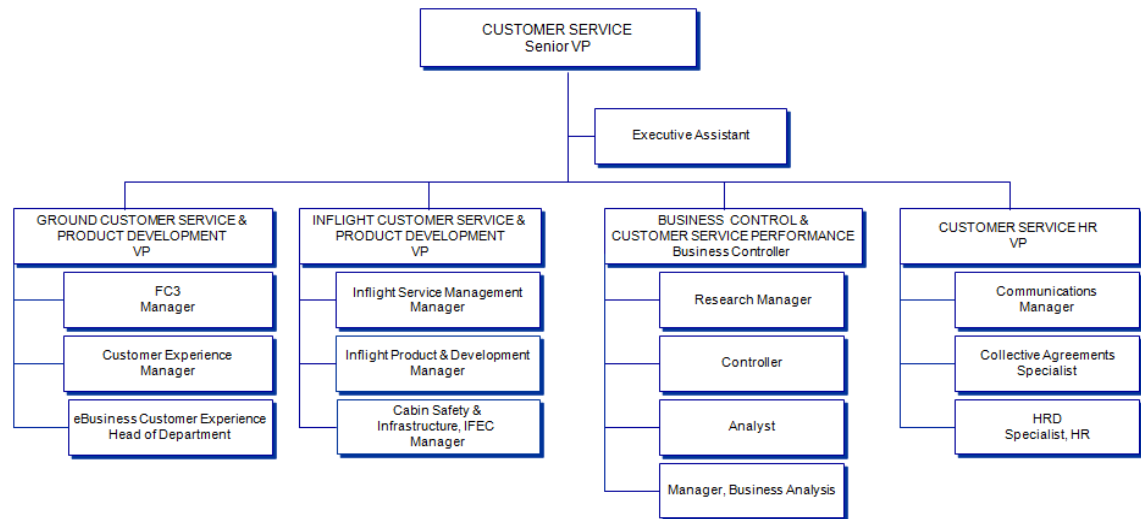 CUSTOMER SERVICE
Senior VP
Executive Assistant
GROUND CUSTOMER SERVICE &
PRODUCT DEVELOPMENT
VP
FC3
Manager
Customer Experience
Manager
eBusiness Customer Experience
Head of Department
INFLIGHT CUSTOMER SERVICE &
PRODUCT DEVELOPMENT
VP
Inflight Service Management
Manager
Inflight Product & Development
Manager
Cabin Safety &
Infrastructure, IFEC
Manager
BUSINESS CONTROL &
CUSTOMER SERVICE PERFORMANCE
Business Controller
Research Manager
Controller
Analyst
Manager, Business Analysis
CUSTOMER SERVICE HR
VP
Communications
Manager
Collective Agreements
Specialist
HRD
Specialist, HR